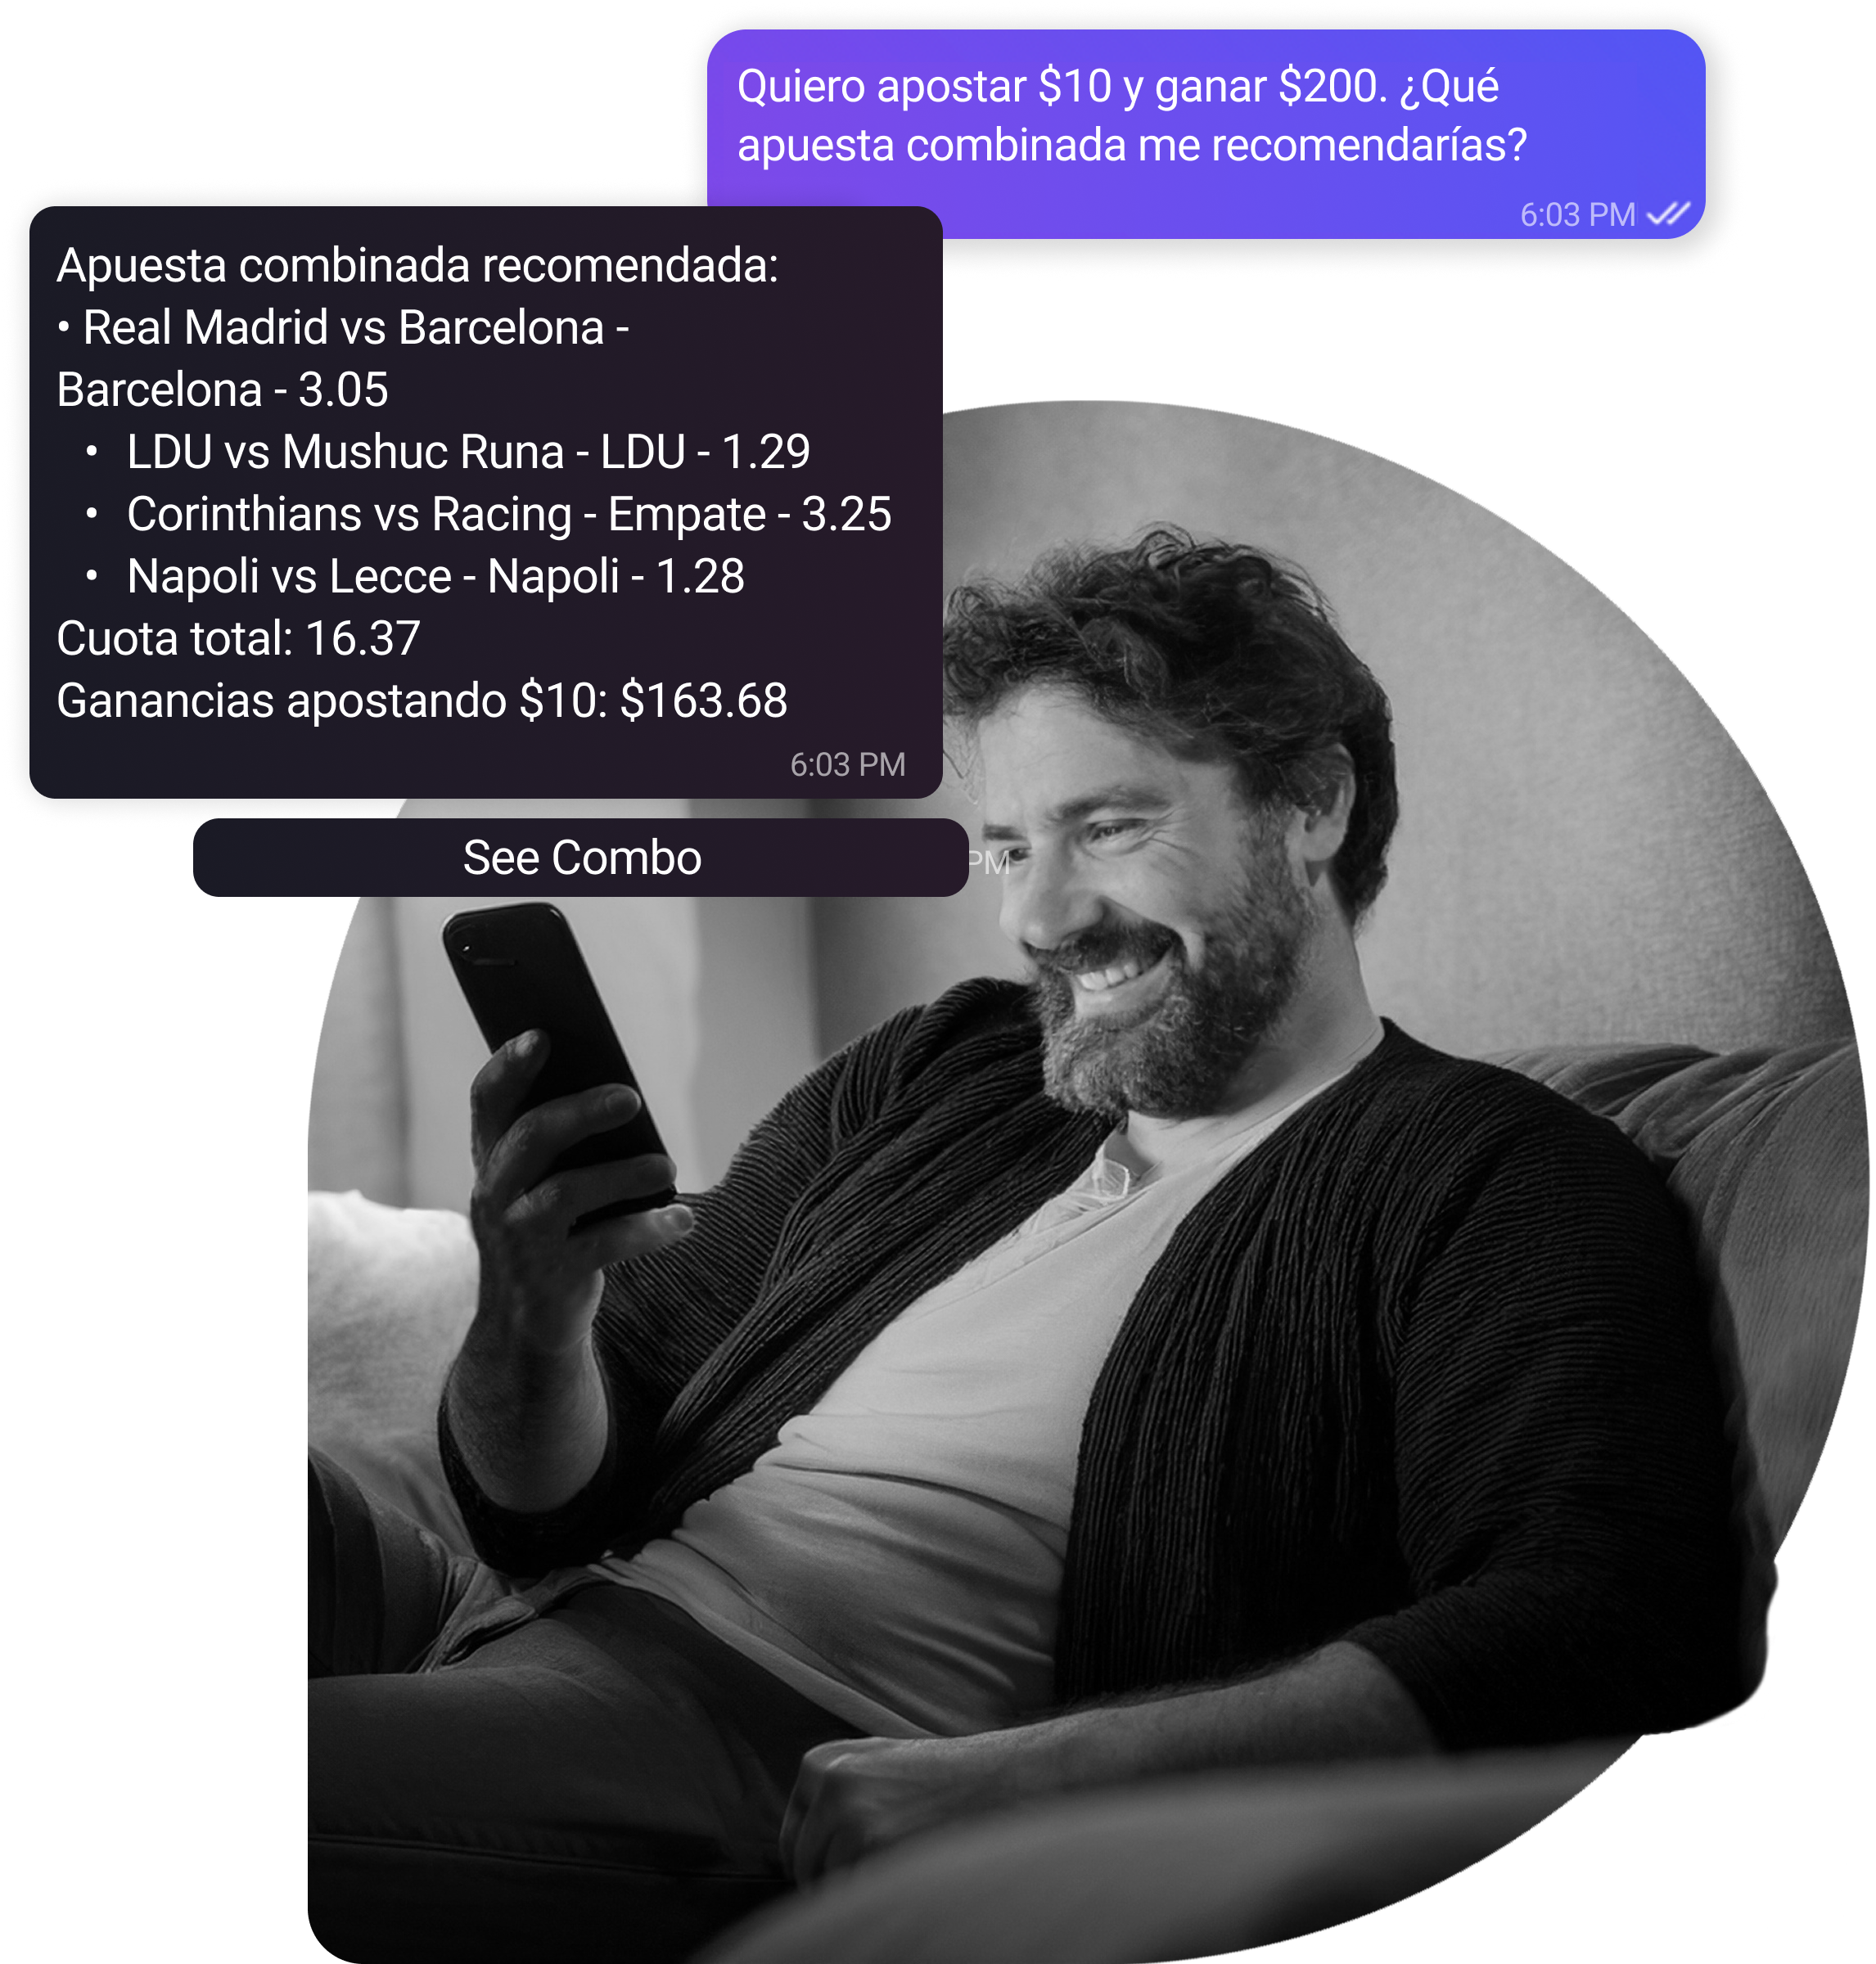 Quiero apostar $10 y ganar $200. ¿Qué
apuesta combinada me recomendarías?
6:03 PM
Apuesta combinada recomendada:
• Real Madrid vs Barcelona -
Barcelona - 3.05
• LDU vs Mushuc Runa - LDU - 1.29
• Corinthians vs Racing - Empate - 3.25
• Napoli vs Lecce - Napoli - 1.28
Cuota total: 16.37
Ganancias apostando $10: $163.68
6:03 PM
See Combo
PM